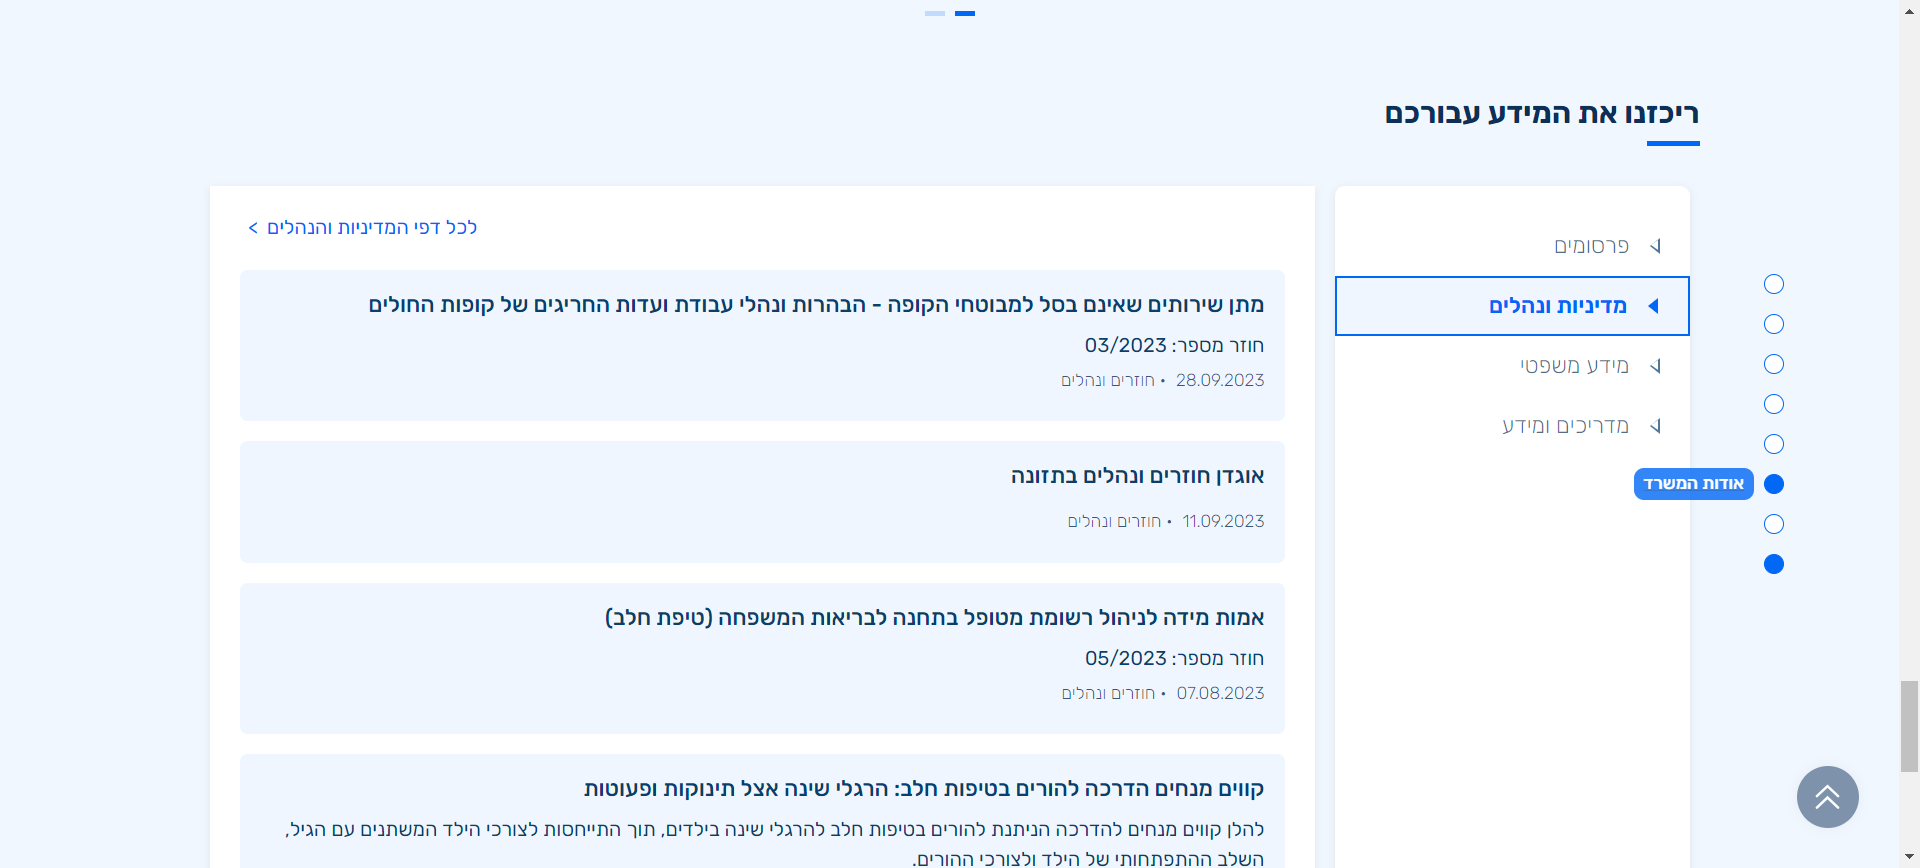 ריכזנו את המידע עבורכם
פרסומים
מדיניות ונהלים
מידע משפטי
מדריכים ומידע
אודות המשרד
לכל דפי המדיניות והנהלים >
מתן שירותים שאינם בסל למבוטחי הקופה - הבהרות ונהלי עבודת ועדות החריגים של קופות החולים
חוזר מספר: 03/2023
28.09.2023 • חוזרים ונהלים
אוגדן חוזרים ונהלים בתזונה
11.09.2023 • חוזרים ונהלים
אמות מידה לניהול רשומת מטופל בתחנה לבריאות המשפחה (טיפת חלב)
חוזר מספר: 05/2023
07.08.2023 • חוזרים ונהלים
קווים מנחים הדרכה להורים בטיפות חלב: הרגלי שינה אצל תינוקות ופעוטות
להלן קווים מנחים להדרכה הניתנת להורים בטיפות חלב להרגלי שינה בילדים, תוך התייחסות לצורכי הילד המשתנים עם הגיל,
השלב ההתפתחותי של הילד ולצורכי ההורים.